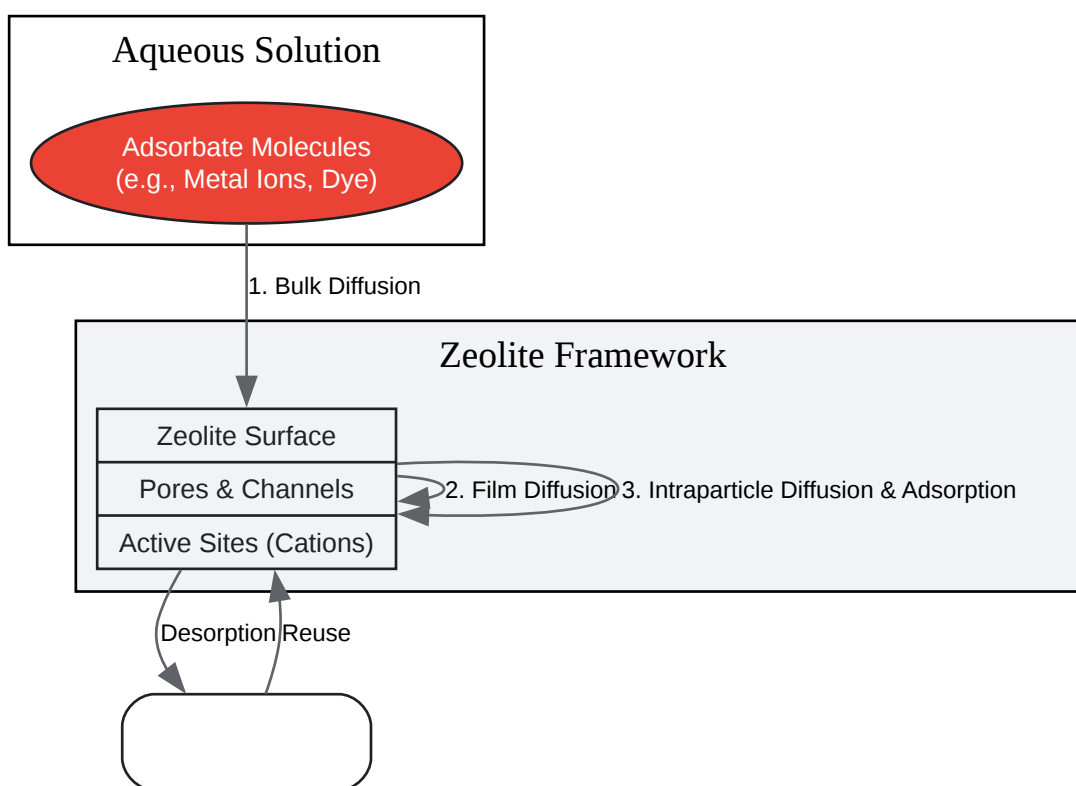 Aqueous Solution
Adsorbate Molecules
(e.g., Metal Ions, Dye)
1. Bulk Diffusion
Zeolite Framework
Zeolite Surface
Pores & Channels
2. Film Diffusion
3. Intraparticle Diffusion & Adsorption
Active Sites (Cations)
Desorption
Reuse